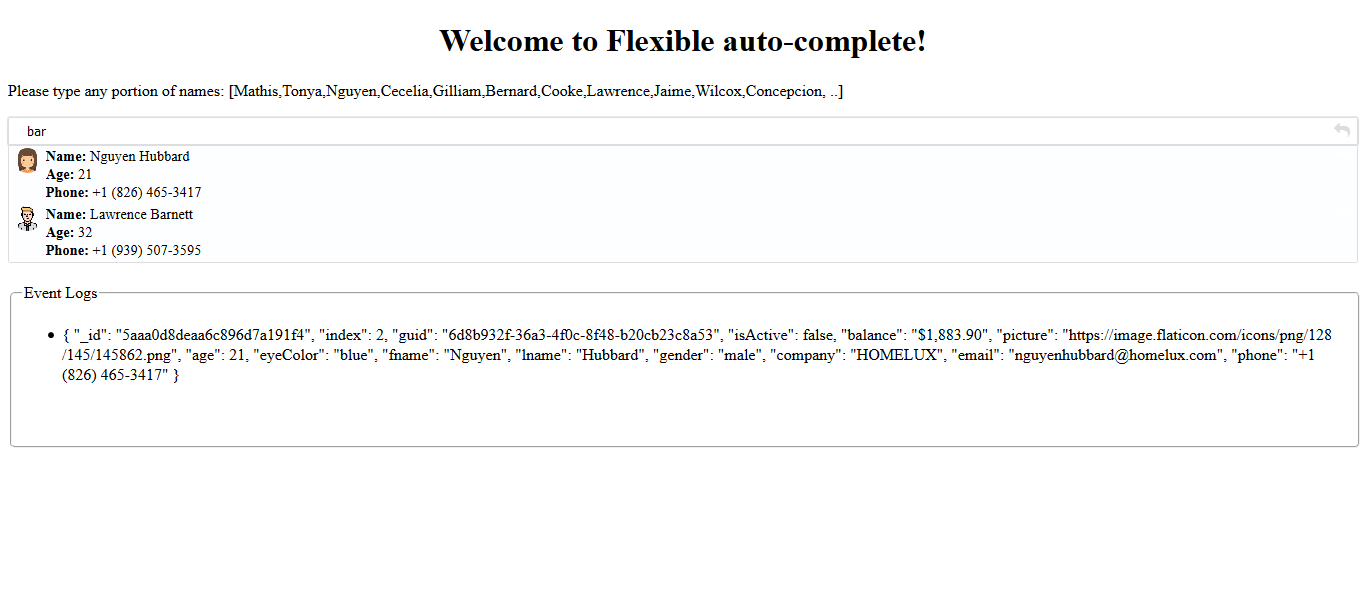 Welcome to Flexible auto-complete!
Please type any portion of names: [Mathis,Tonya,Nguyen,Cecelia,Gilliam,Bernard,Cooke,Lawrence,Jaime,Wilcox,Concepcion, ..]
bar
Name: Nguyen Hubbard
Age: 21
Phone: +1 (826) 465-3417
Name: Lawrence Barnett
Age: 32
Phone: +1 (939) 507-3595
Event Logs
• { "_id": "5aaa0d8deaa6c896d7a191f4", "index": 2, "guid": "6d8b932f-36a3-4f0c-8f48-b20cb23c8a53", "isActive": false, "balance": "$1,883.90", "picture": "https://image.flaticon.com/icons/png/128
/145/145862.png", "age": 21, "eyeColor": "blue", "fname": "Nguyen", "lname": "Hubbard", "gender": "male", "company": "HOMELUX", "email": "nguyenhubbard@homelux.com", "phone": "+1
(826) 465-3417" }